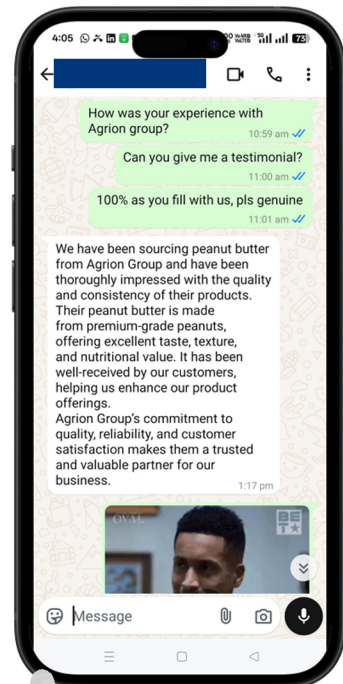 4:05
How was your experience with
Agrion group?
10:59 am
Can you give me a testimonial?
11:00 am
100% as you fill with us, pls genuine
11:01 am
We have been sourcing peanut butter
from Agrion Group and have been
thoroughly impressed with the quality
and consistency of their products.
Their peanut butter is made
from premium-grade peanuts,
offering excellent taste, texture,
and nutritional value. It has been
well-received by our customers,
helping us enhance our product
offerings.
Agrion Group's commitment to
quality, reliability, and customer
satisfaction makes them a trusted
and valuable partner for our
business.
1:17 pm
OVAL
BET
Message